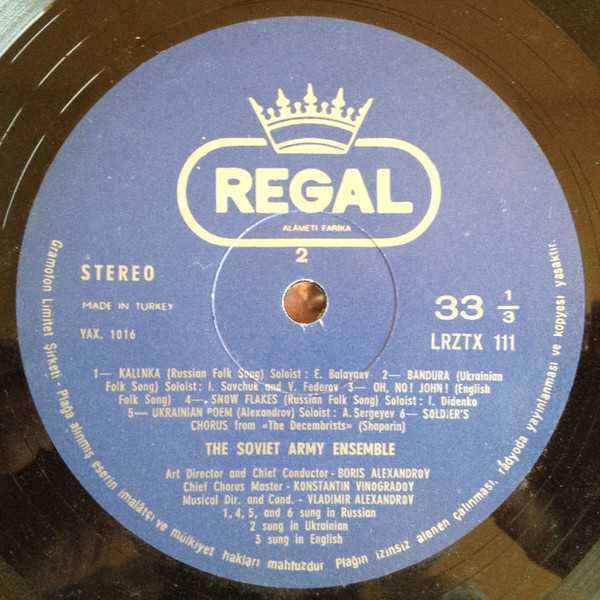 REGAL
ALÂMETİ FARİKA
2
STEREO
MADE IN TURKEY
YAX. 1016
33 1/3
LRZTX 111
1— KALINKA (Russian Folk Song) Soloist : E. Balayaev 2— BANDURA (Ukrainian
Folk Song) Soloist : I. Savchuk and V. Federov 3— OH, NO! JOHN! (English
Folk Song) 4— SNOW FLAKES (Russian Folk Song) Soloist : I. Didenko
5— UKRAINIAN POEM (Alexandrov) Soloist : A. Sergeyev 6— SOLDiER'S
CHORUS from «The Decembrists» (Shaporin)
THE SOVIET ARMY ENSEMBLE
Art Director and Chief Conductor - BORIS ALEXANDROV
Chief Chorus Master - KONSTANTIN VINOGRADOV
Musical Dir. and Cond. - VLADIMIR ALEXANDROV
1, 4, 5, and 6 sung in Russian
2 sung in Ukrainian
3 sung in English
Gramofon Limitet Şirketi - Plağa alınmış eserin imalâtçı ve mülkiyet hakları mahfuzdur. Plağın izinsiz alenen çalınması, râdyoda yayınlanması ve kopyesi yasaktır.